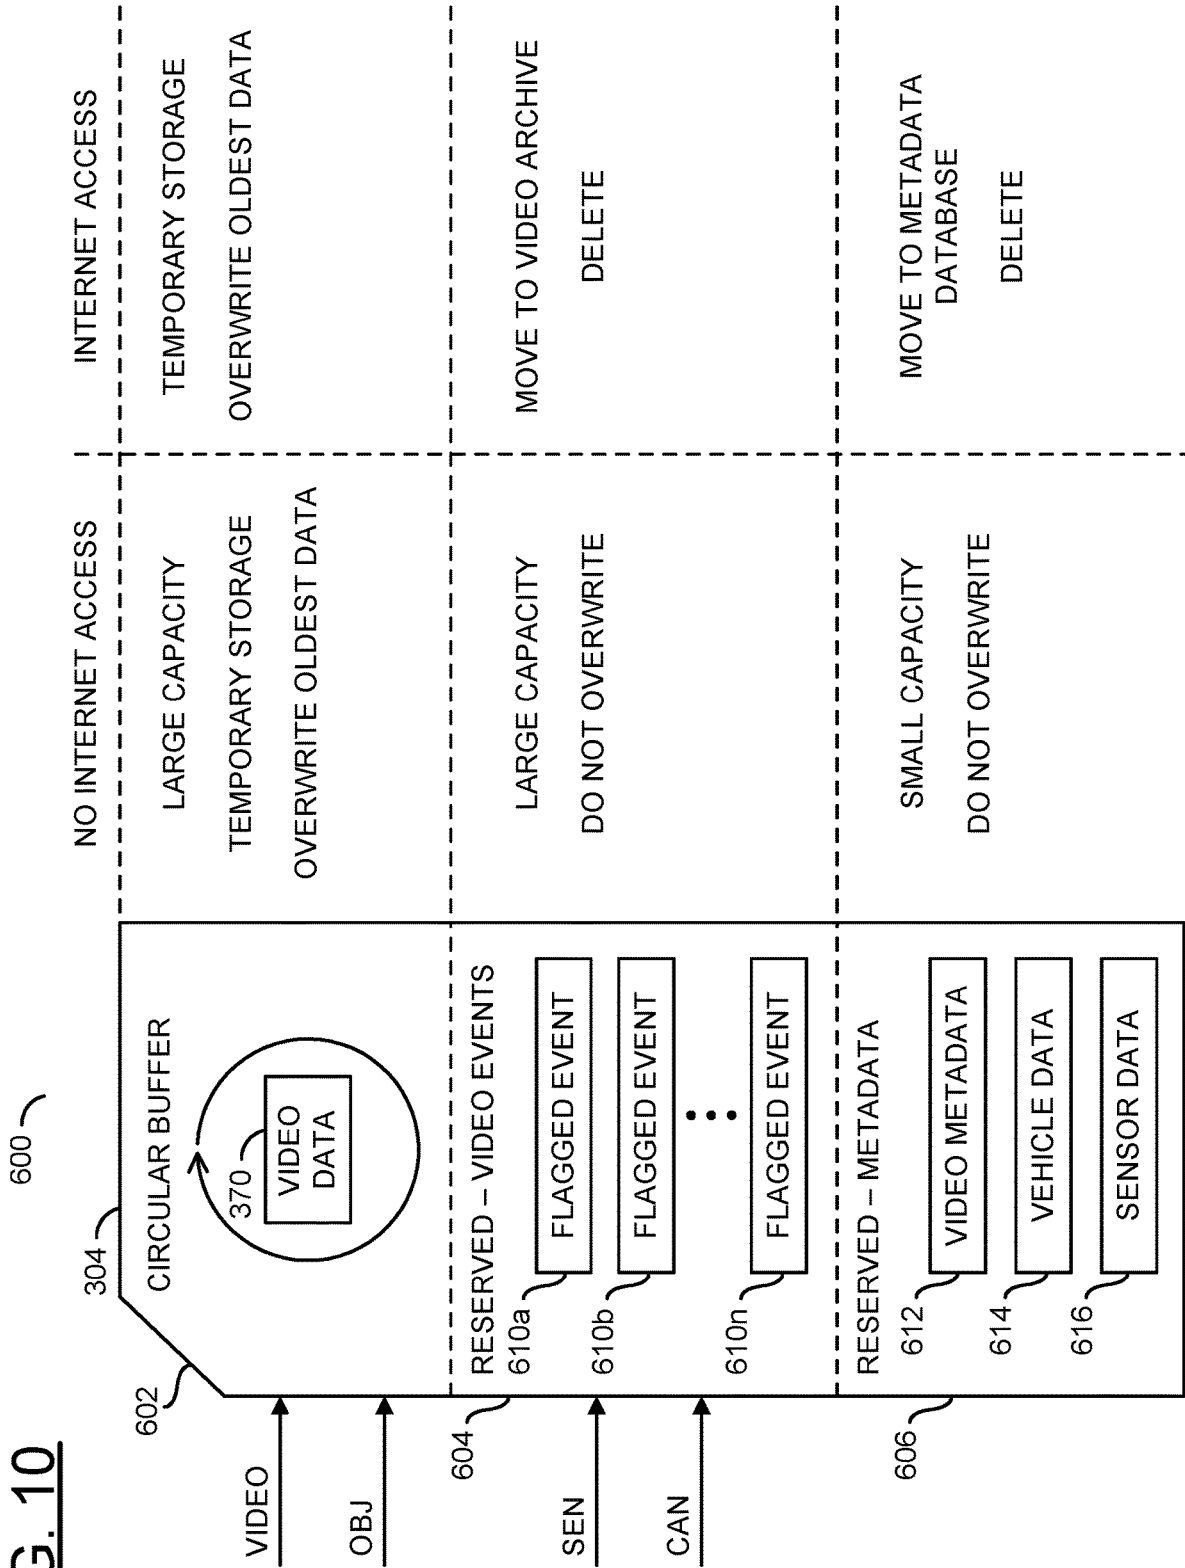 G. 10
600
NO INTERNET ACCESS
INTERNET ACCESS
304
602
CIRCULAR BUFFER
370
VIDEO
DATA
LARGE CAPACITY
TEMPORARY STORAGE
OVERWRITE OLDEST DATA
TEMPORARY STORAGE
OVERWRITE OLDEST DATA
VIDEO
OBJ
604
RESERVED – VIDEO EVENTS
610a
FLAGGED EVENT
610b
FLAGGED EVENT
610n
FLAGGED EVENT
LARGE CAPACITY
DO NOT OVERWRITE
MOVE TO VIDEO ARCHIVE
DELETE
SEN
CAN
606
RESERVED – METADATA
612
VIDEO METADATA
614
VEHICLE DATA
616
SENSOR DATA
SMALL CAPACITY
DO NOT OVERWRITE
MOVE TO METADATA
DATABASE
DELETE